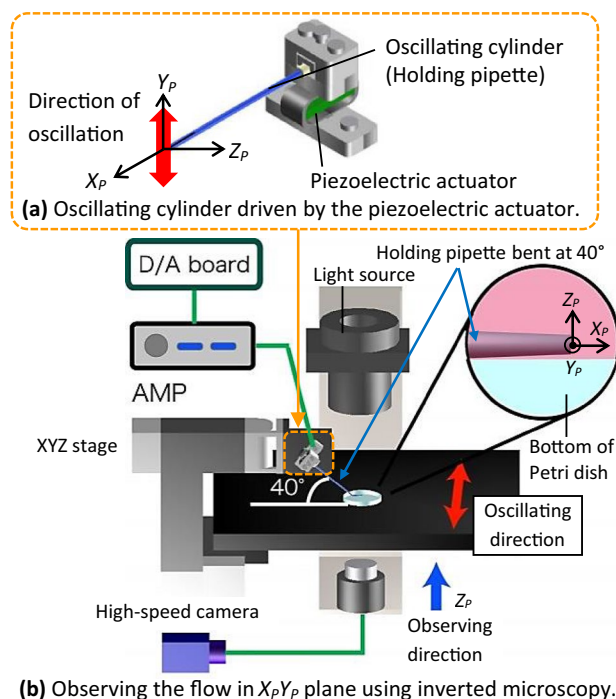 Oscillating cylinder
(Holding pipette)
Y_P
Direction of
oscillation
Z_P
X_P
Piezoelectric actuator
(a) Oscillating cylinder driven by the piezoelectric actuator.
Holding pipette bent at 40°
D/A board
Light source
Z_P
X_P
Y_P
AMP
XYZ stage
Bottom of
Petri dish
40°
Oscillating
direction
Z_P
High-speed camera
Observing
direction
(b) Observing the flow in X_PY_P plane using inverted microscopy.